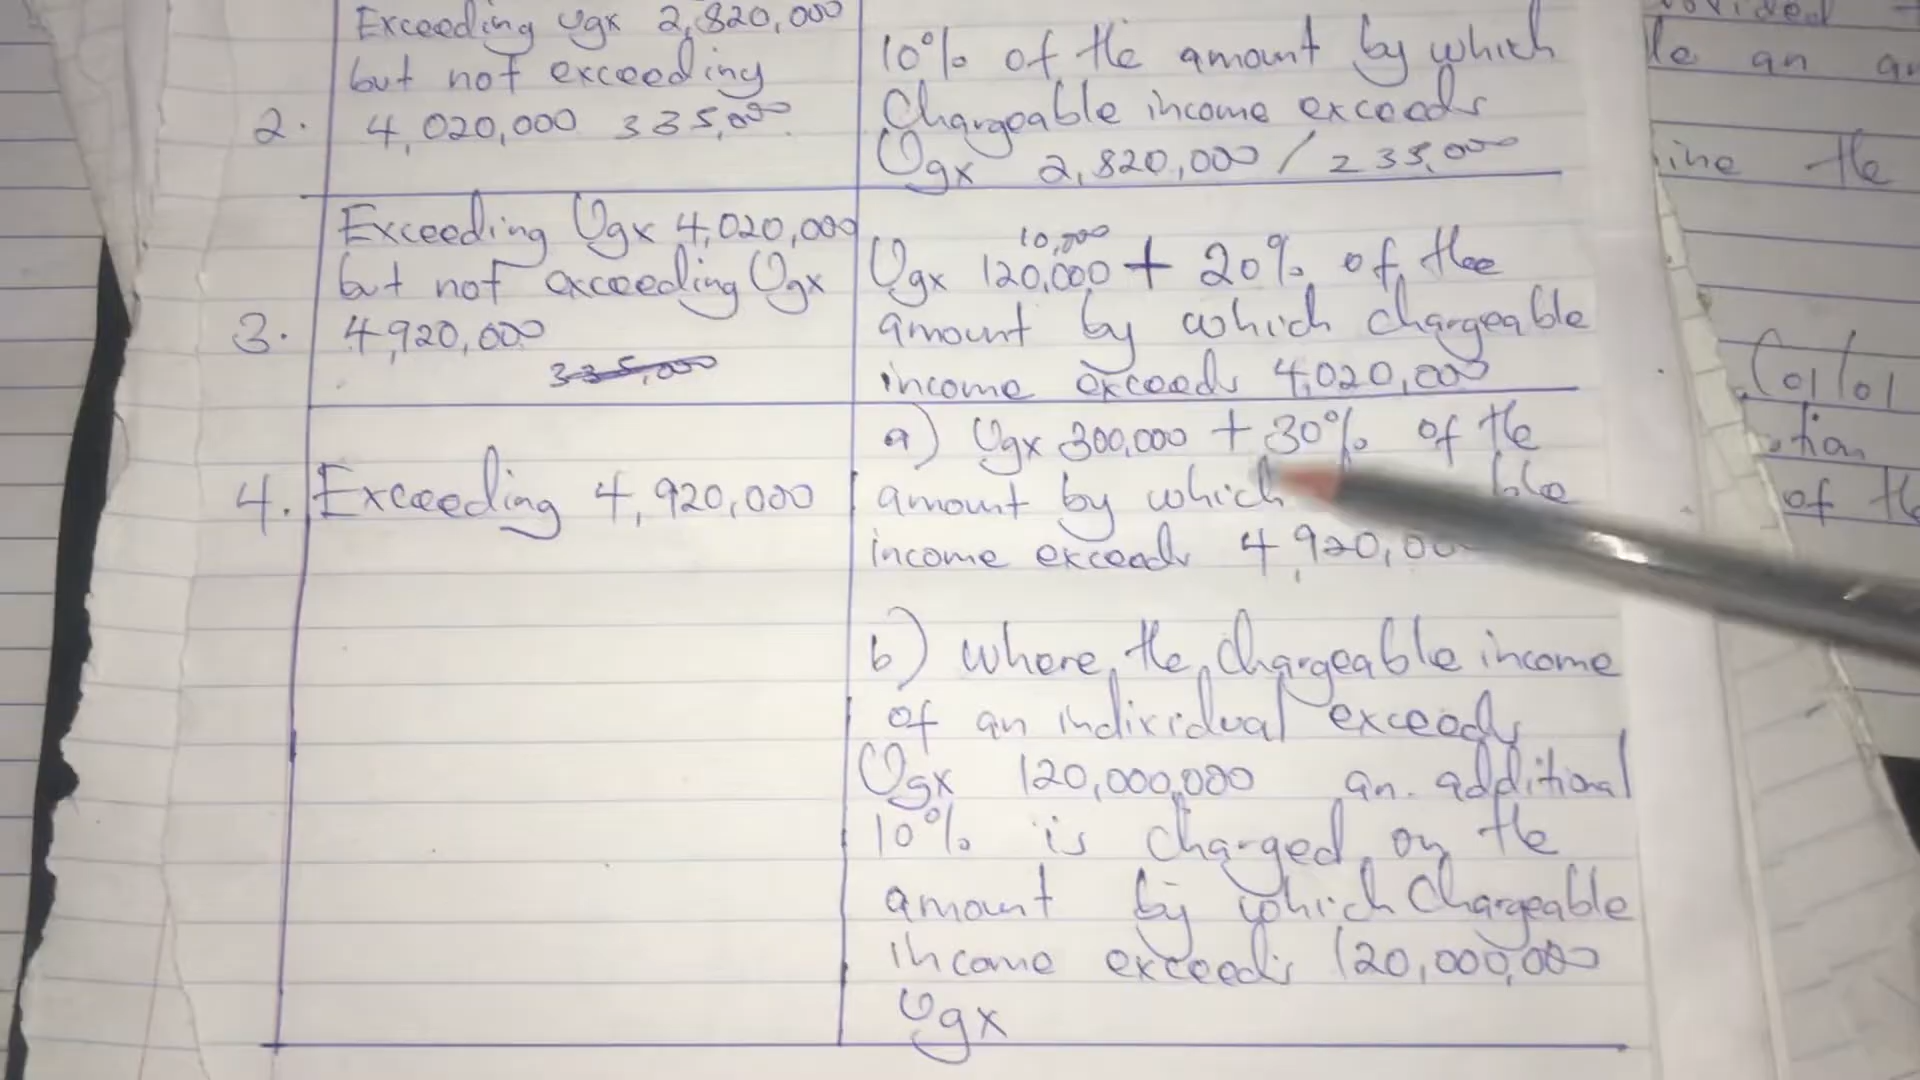 Exceeding Ugx 2,820,000
but not exceeding
2. 4,020,000 335,000
10% of the amount by which
Chargeable income exceeds
Ugx 2,820,000 / 235,000
Exceeding Ugx 4,020,000
but not exceeding Ugx
3. 4,920,000
335,000
10,000
Ugx 120,000 + 20% of the
amount by which chargeable
income exceeds 4,020,000
4. Exceeding 4,920,000
a) Ugx 300,000 + 30% of the
amount by which
income exceeds 4,920,00
b) where the chargeable income
of an individual exceeds
Ugx 120,000,000 an additional
10% is charged on the
amount by which Chargeable
income exceeds 120,000,000
Ugx
an
the
of the